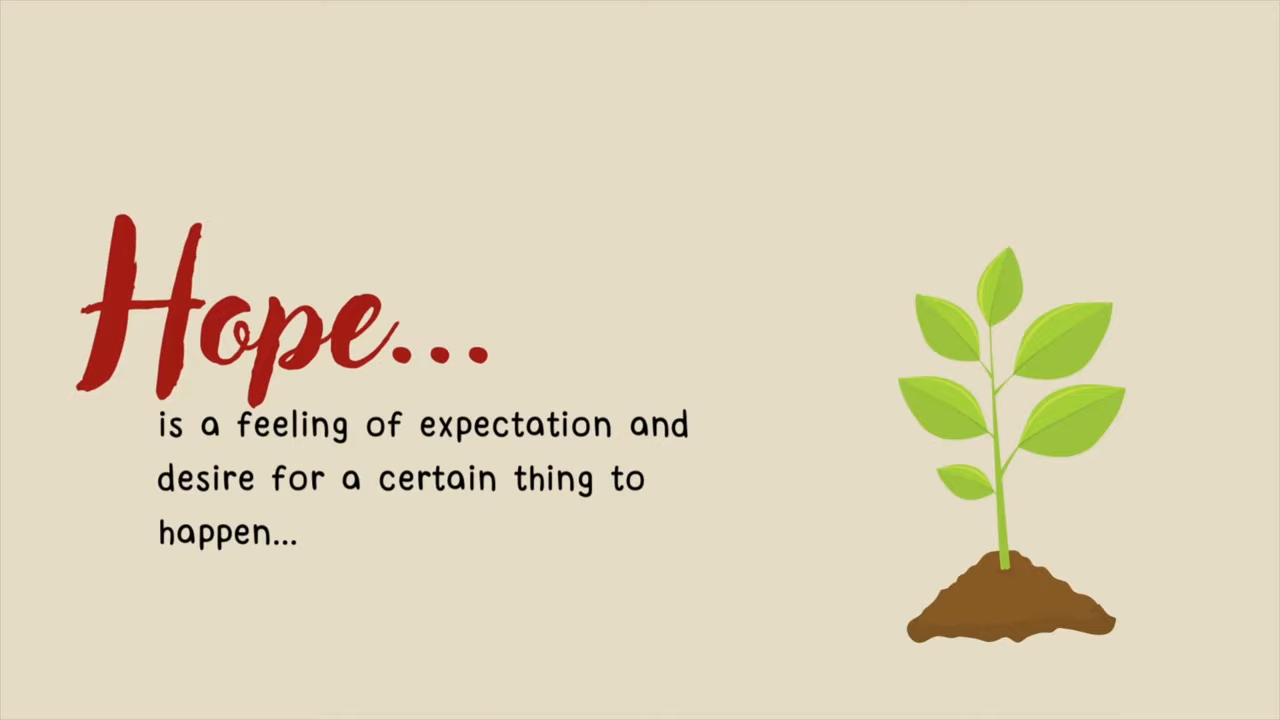 Hope...
is a feeling of expectation and
desire for a certain thing to
happen...